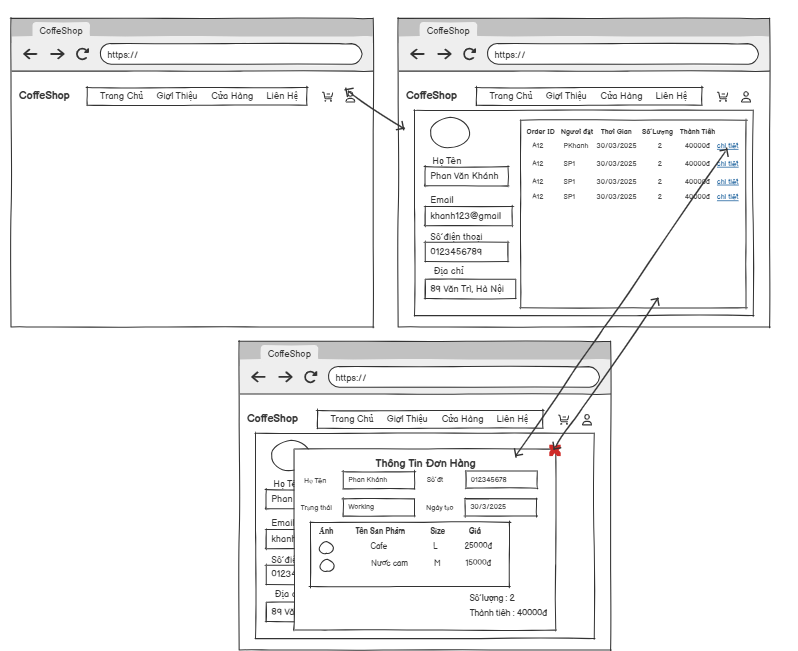 CoffeShop
https://
CoffeShop Trang Chủ Giới Thiệu Cửa Hàng Liên Hệ
CoffeShop
https://
CoffeShop Trang Chủ Giới Thiệu Cửa Hàng Liên Hệ
Họ Tên
Phan Văn Khánh
Email
khanh123@gmail
Số điện thoại
0123456789
Địa chỉ
89 Văn Trì, Hà Nội
Order ID Người đặt Thời Gian Số Lượng Thành Tiền
A12 PKhanh 30/03/2025 2 40000đ chi tiết
A12 SP1 30/03/2025 2 40000đ chi tiết
A12 SP1 30/03/2025 2 40000đ chi tiết
A12 SP1 30/03/2025 2 40000đ chi tiết
CoffeShop
https://
CoffeShop Trang Chủ Giới Thiệu Cửa Hàng Liên Hệ
Họ Tê
Phan
Email
khanh
Số đi
01234
Địa c
89 Vă
Thông Tin Đơn Hàng
Họ Tên Phan Khánh Số đt 012345678
Trạng thái Working Ngày tạo 30/3/2025
Ảnh Tên Sản Phẩm Size Giá
Cafe L 25000đ
Nước cam M 15000đ
Số lượng : 2
Thành tiền : 40000đ